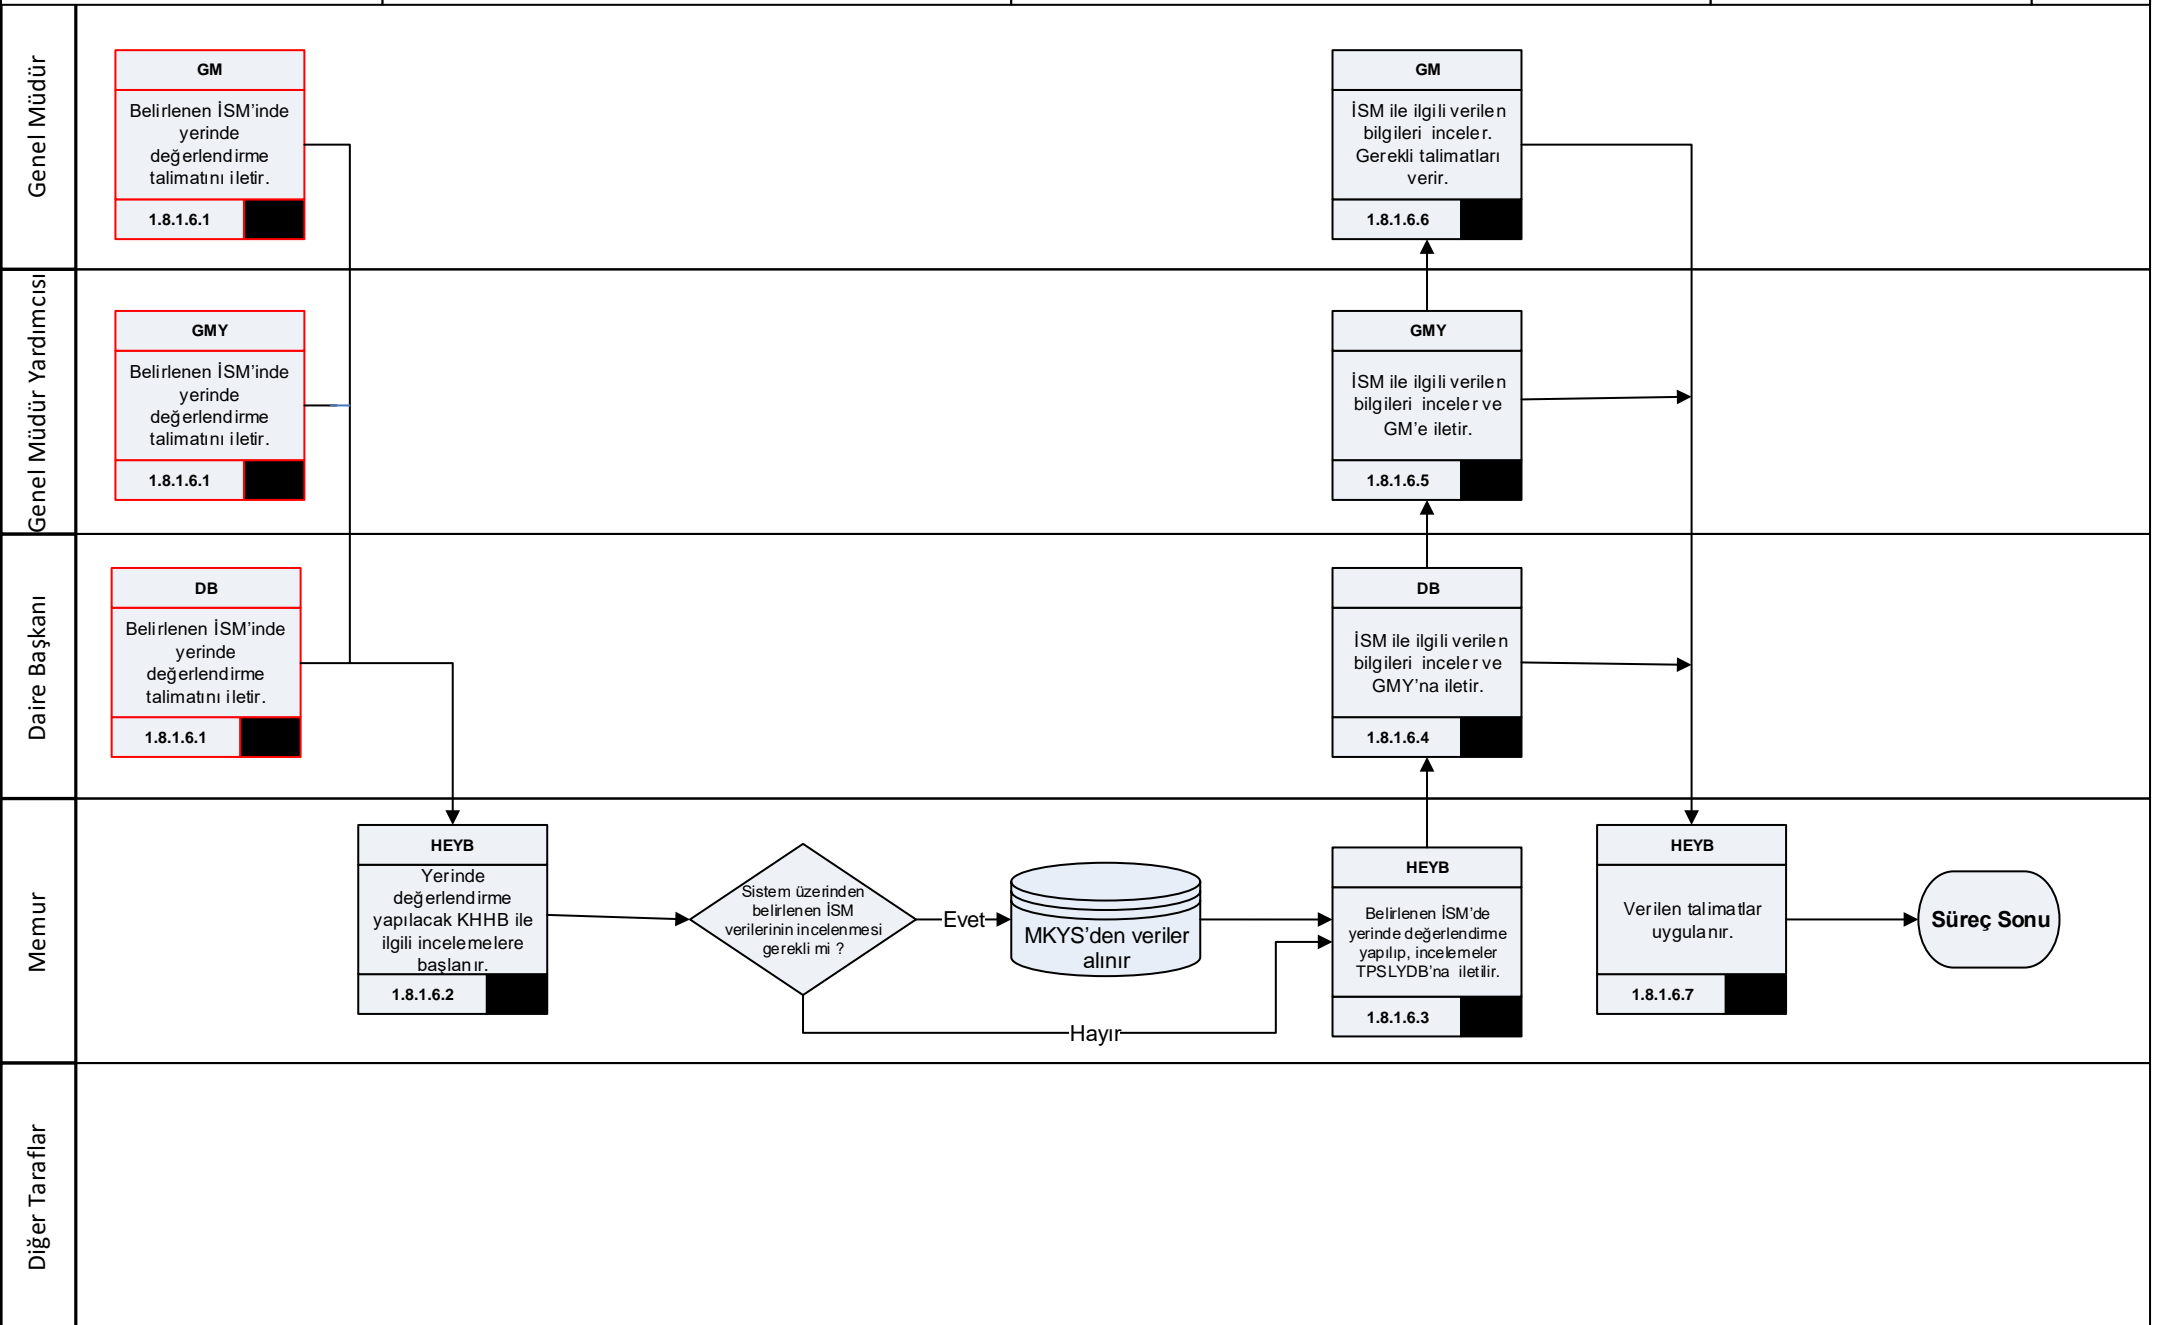 Genel Müdür
GM
Belirlenen İSM'inde
yerinde
değerlendirme
talimatını iletir.
1.8.1.6.1
GM
İSM ile ilgili verilen
bilgileri inceler.
Gerekli talimatları
verir.
1.8.1.6.6
Genel Müdür Yardımcısı
GMY
Belirlenen İSM'inde
yerinde
değerlendirme
talimatını iletir.
1.8.1.6.1
GMY
İSM ile ilgili verilen
bilgileri inceler ve
GM'e iletir.
1.8.1.6.5
Daire Başkanı
DB
Belirlenen İSM'inde
yerinde
değerlendirme
talimatını iletir.
1.8.1.6.1
DB
İSM ile ilgili verilen
bilgileri inceler ve
GMY'na iletir.
1.8.1.6.4
Memur
HEYB
Yerinde
değerlendirme
yapılacak KHHB ile
ilgili incelemelere
başlanır.
1.8.1.6.2
Sistem üzerinden
belirlenen İSM
verilerinin incelenmesi
gerekli mi ?
Evet
Hayır
MKYS'den veriler
alınır
HEYB
Belirlenen İSM'de
yerinde değerlendirme
yapılıp, incelemeler
TPSLYDB'na iletilir.
1.8.1.6.3
HEYB
Verilen talimatlar
uygulanır.
1.8.1.6.7
Süreç Sonu
Diğer Taraflar